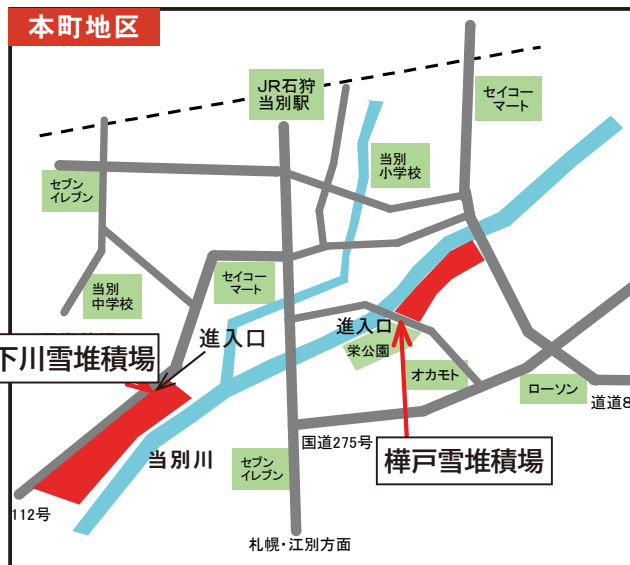 本町地区
JR石狩
当別駅
セイコー
マート
当別
小学校
セブン
イレブン
セイコー
マート
当別
中学校
進入口
下川雪堆積場
進入口
栄公園
オカモト
ローソン
道道8
国道275号
当別川
セブン
イレブン
樺戸雪堆積場
112号
札幌・江別方面